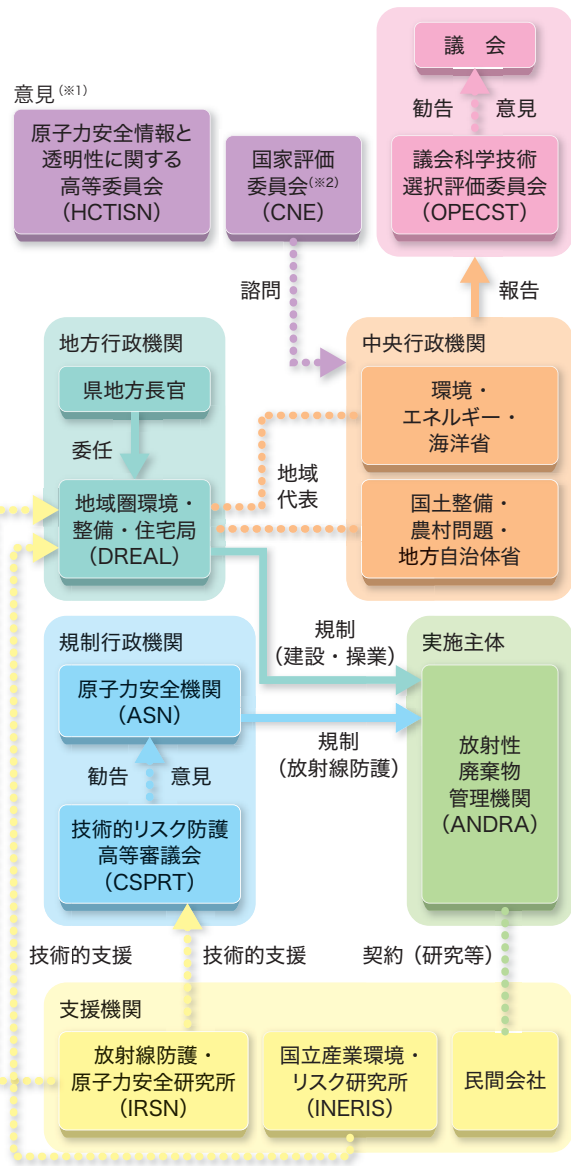 議　会
勧告
意見
議会科学技術
選択評価委員会
(OPECST)
意見(※1)
原子力安全情報と
透明性に関する
高等委員会
(HCTISN)
国家評価
委員会(※2)
(CNE)
諮問
報告
地方行政機関
県地方長官
委任
地域圏環境・
整備・住宅局
(DREAL)
地域
代表
中央行政機関
環境・
エネルギー・
海洋省
国土整備・
農村問題・
地方自治体省
規制
（建設・操業）
規制行政機関
原子力安全機関
(ASN)
規制
（放射線防護）
勧告
意見
技術的リスク防護
高等審議会
(CSPRT)
実施主体
放射性
廃棄物
管理機関
(ANDRA)
技術的支援
技術的支援
契約（研究等）
支援機関
放射線防護・
原子力安全研究所
(IRSN)
国立産業環境・
リスク研究所
(INERIS)
民間会社